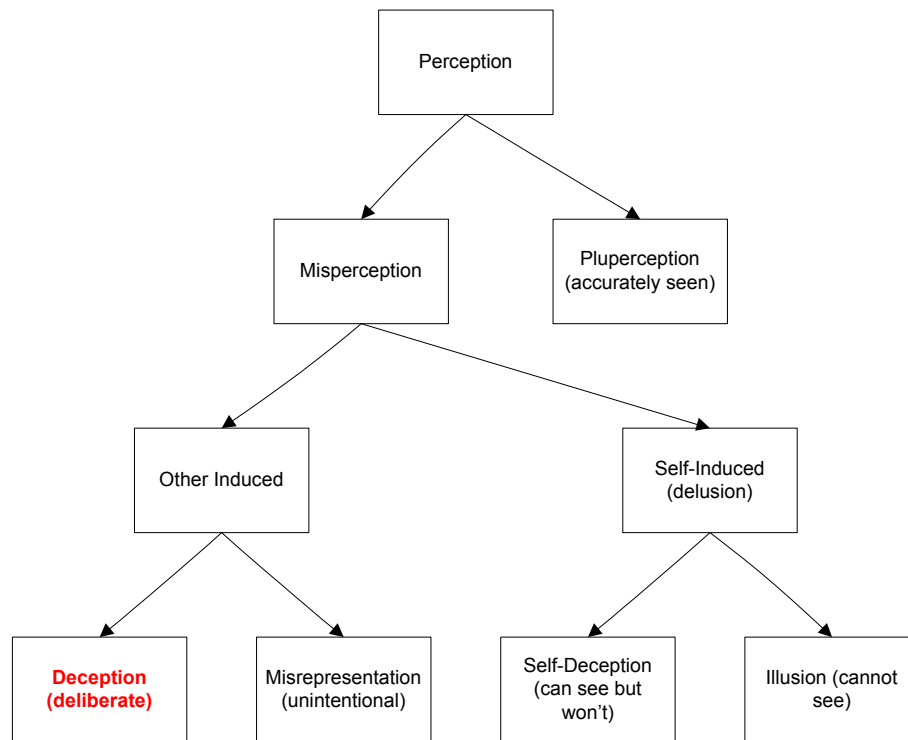 Perception
Misperception
Pluperception
(accurately seen)
Other Induced
Self-Induced
(delusion)
Deception
(deliberate)
Misrepresentation
(unintentional)
Self-Deception
(can see but
won't)
Illusion (cannot
see)